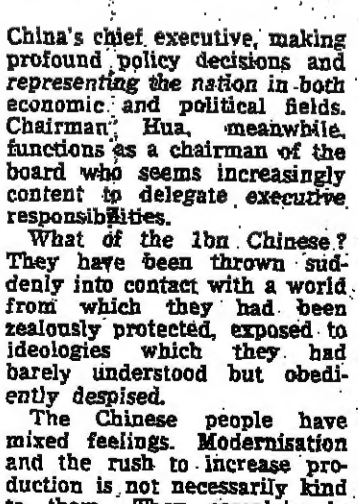 China's chief executive, making
profound policy decisions and
representing the nation in both
economic and political fields.
Chairman Hua, meanwhile,
functions as a chairman of the
board who seems increasingly
content to delegate executive
responsibilities.
What of the 1bn Chinese?
They have been thrown sud-
denly into contact with a world
from which they had been
zealously protected, exposed to
ideologies which they had
barely understood but obedi-
ently despised.
The Chinese people have
mixed feelings. Modernisation
and the rush to increase pro-
duction is not necessarily kind